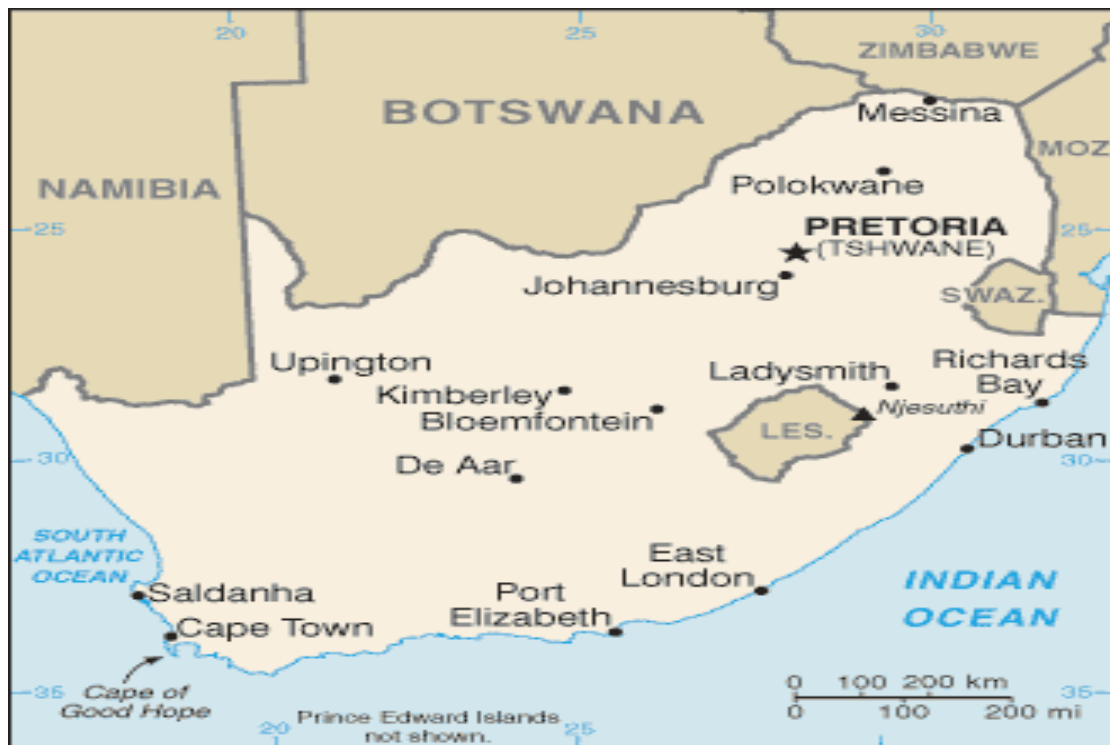 20
25
30
ZIMBABWE
BOTSWANA
Messina
MOZ
NAMIBIA
Polokwane
25
PRETORIA
25
(TSHWANE)
Johannesburg
SWAZ.
Upington
Ladysmith
Richards
Bay
Kimberley
Njesuthi
Bloemfontein
LES.
Durban
30
De Aar
30
SOUTH
ATLANTIC
OCEAN
East
London
INDIAN
OCEAN
Saldanha
Port
Elizabeth
Cape Town
0 100 200 km
0 100 200 mi
35
35
Cape of
Good Hope
Prince Edward Islands
not shown.
20
25